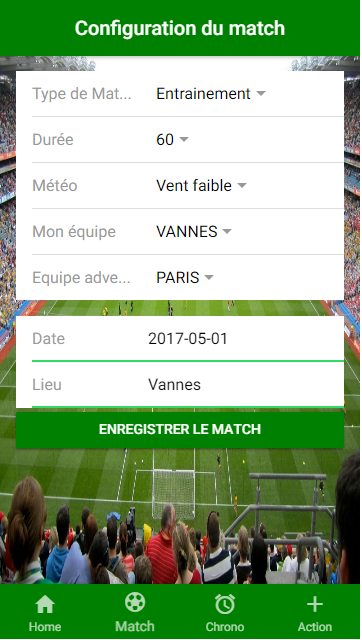 Configuration du match
Type de Mat... Entrainement
Durée 60
Météo Vent faible
Mon équipe VANNES
Equipe adve... PARIS
Date 2017-05-01
Lieu Vannes
ENREGISTRER LE MATCH
Home Match Chrono Action